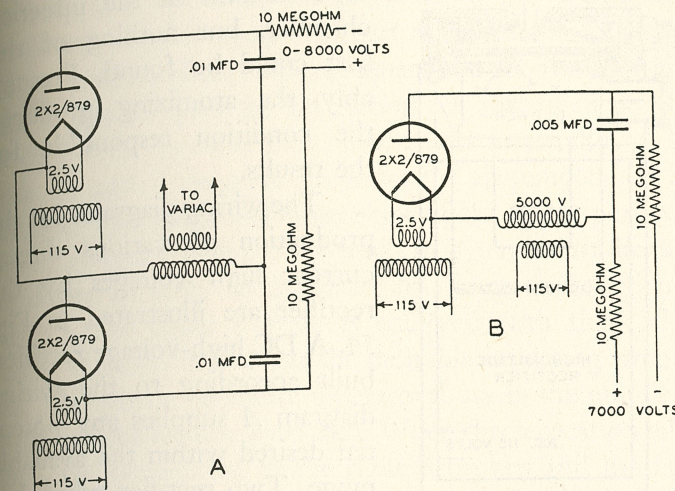 10 MEGOHM
−
0-8000 VOLTS
+
.01 MFD
2X2/879
2.5V
115 V
TO
VARIAC
10 MEGOHM
2X2/879
2.5V
.01 MFD
115 V
A
2X2/879
2.5V
115 V
5000 V
115 V
.005 MFD
10 MEGOHM
10 MEGOHM
B
+ −
7000 VOLTS